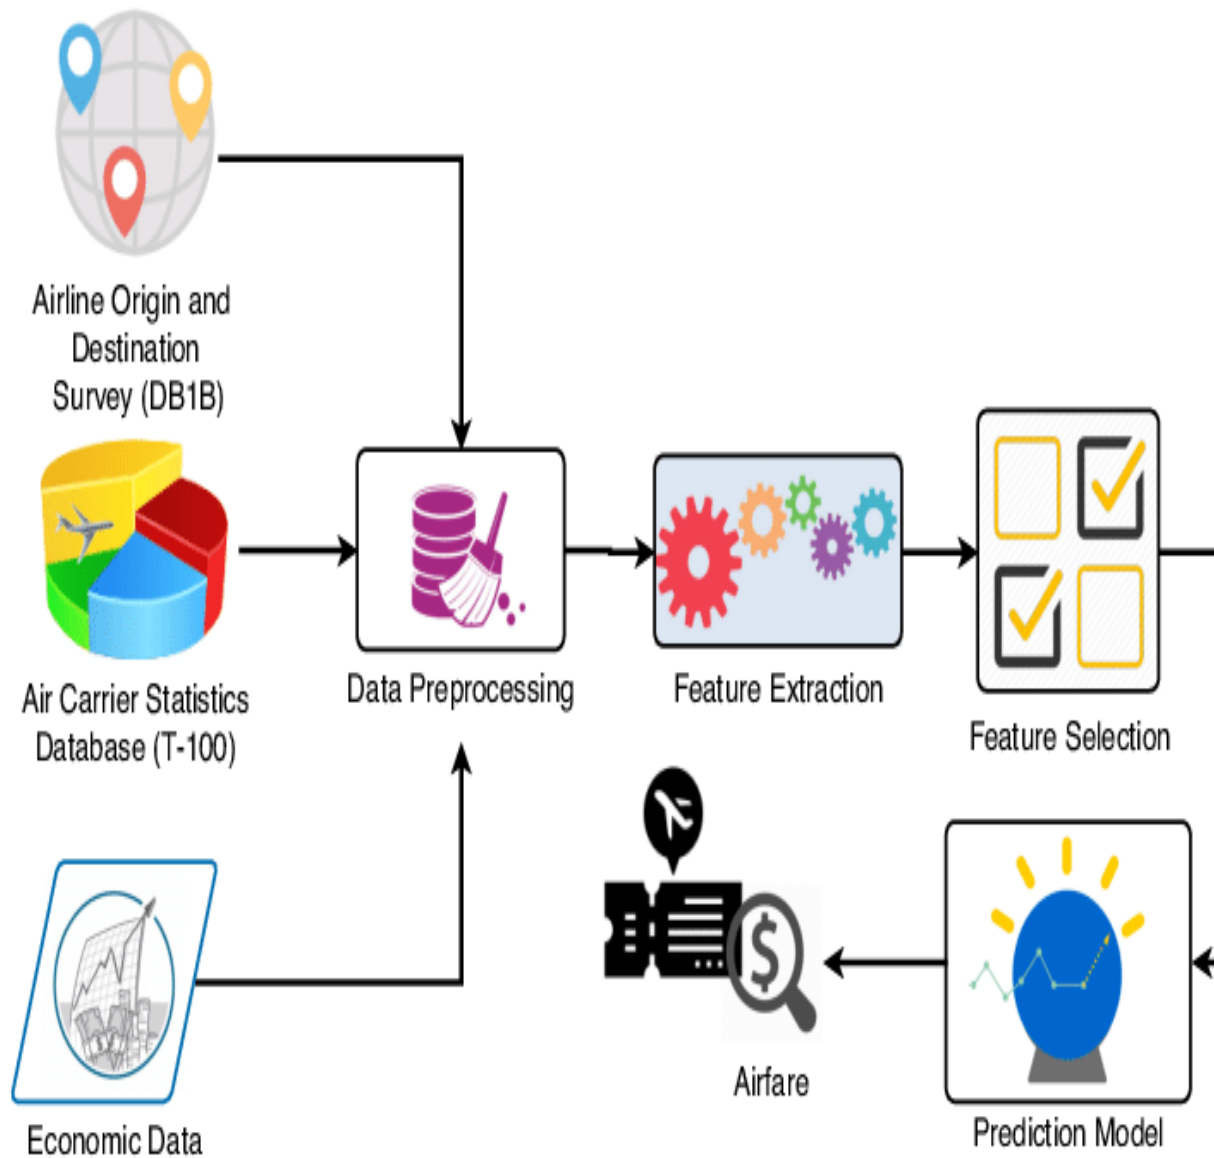 Airline Origin and
Destination
Survey (DB1B)
Air Carrier Statistics
Database (T-100)
Data Preprocessing
Feature Extraction
Feature Selection
Economic Data
Airfare
Prediction Model